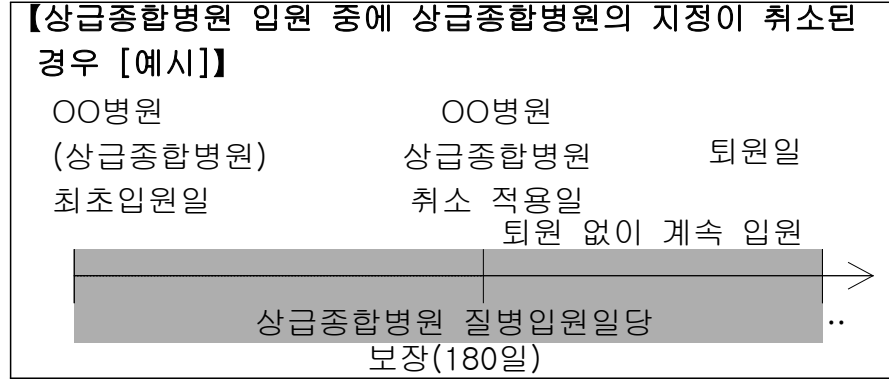 【상급종합병원 입원 중에 상급종합병원의 지정이 취소된
경우 [예시]】
OO병원 OO병원
(상급종합병원) 상급종합병원 퇴원일
최초입원일 취소 적용일
퇴원 없이 계속 입원
상급종합병원 질병입원일당 ··
보장(180일)